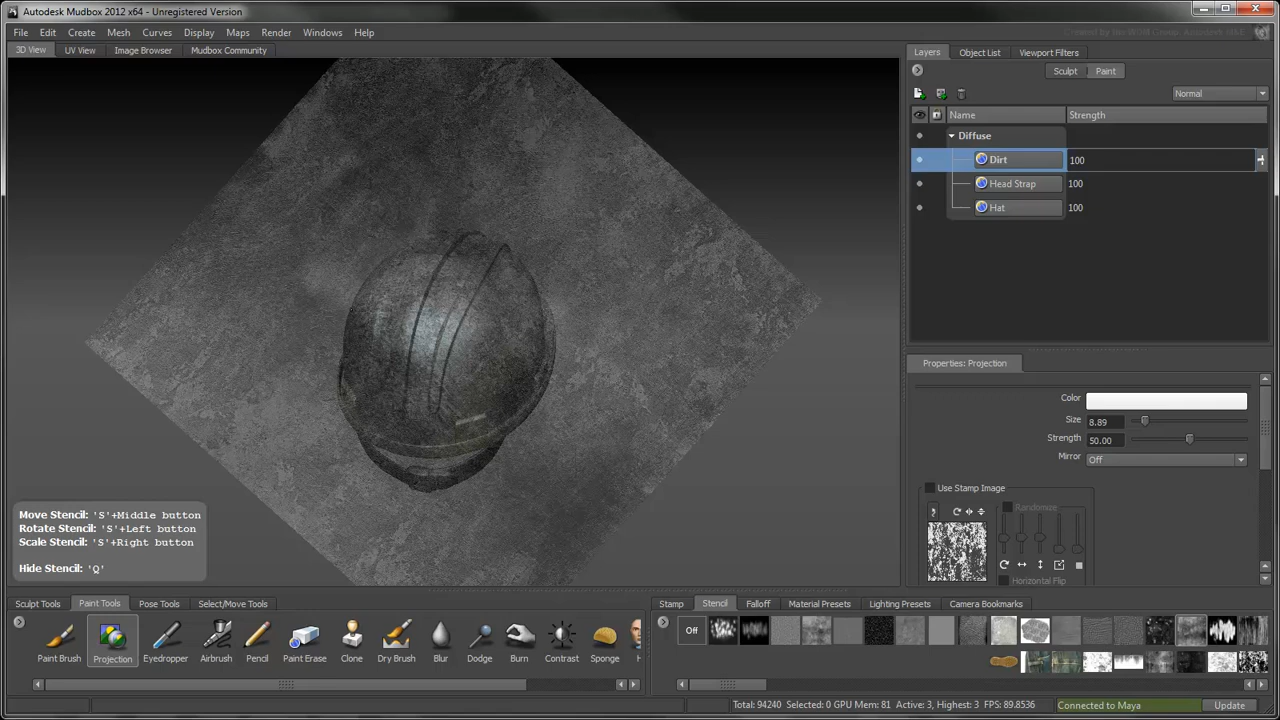 Autodesk Mudbox 2012 x64 - Unregistered Version
File Edit Create Mesh Curves Display Maps Render Windows Help
3D View UV View Image Browser Mudbox Community
Layers Object List Viewport Filters
Sculpt Paint
Normal
Name Strength
Diffuse
Dirt 100
Head Strap 100
Hat 100
Properties: Projection
Color
Size 8.89
Strength 50.00
Mirror Off
Use Stamp Image
Randomize
Horizontal Flip
Move Stencil: 'S'+Middle button
Rotate Stencil: 'S'+Left button
Scale Stencil: 'S'+Right button
Hide Stencil: 'Q'
Sculpt Tools Paint Tools Pose Tools Select/Move Tools
Stamp Stencil Falloff Material Presets Lighting Presets Camera Bookmarks
Off
Paint Brush Projection Eyedropper Airbrush Pencil Paint Erase Clone Dry Brush Blur Dodge Burn Contrast Sponge
Total: 94240 Selected: 0 GPU Mem: 81 Active: 3, Highest: 3 FPS: 89.8536
Connected to Maya
Update